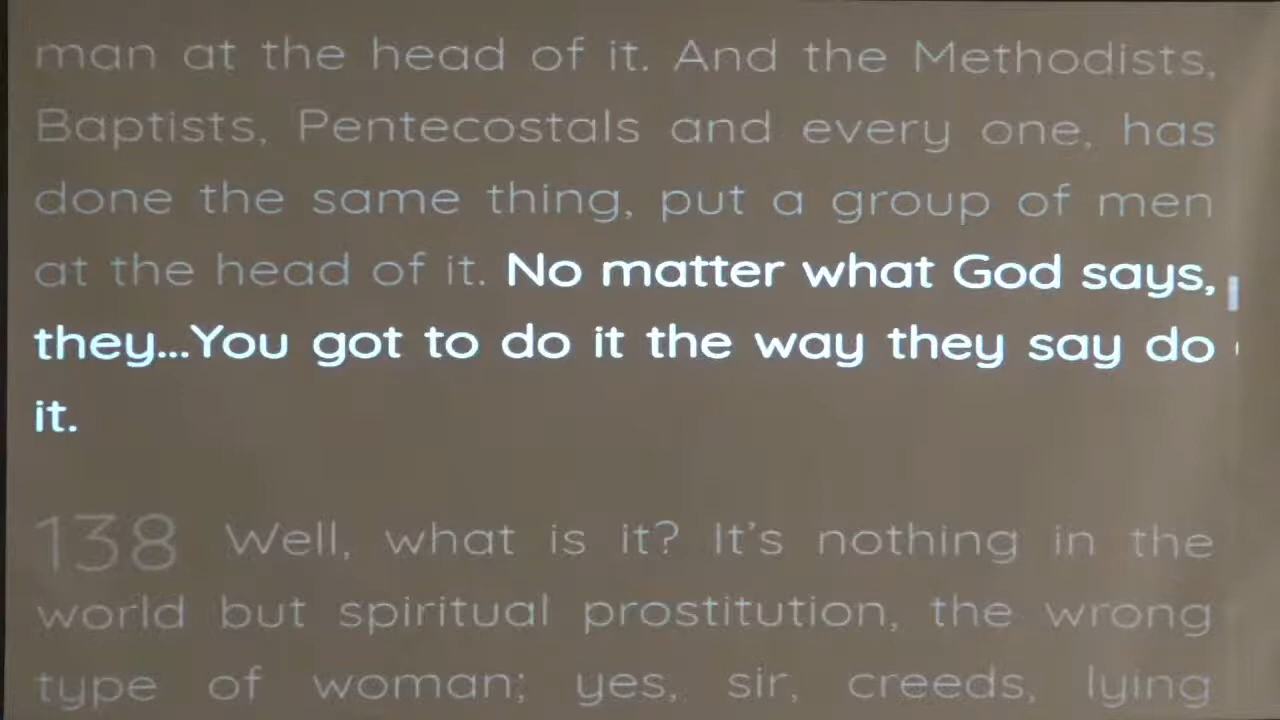 man at the head of it. And the Methodists,
Baptists, Pentecostals and every one, has
done the same thing, put a group of men
at the head of it. No matter what God says,
they...You got to do it the way they say do
it.
138 Well, what is it? It's nothing in the
world but spiritual prostitution, the wrong
type of woman; yes, sir, creeds, lying